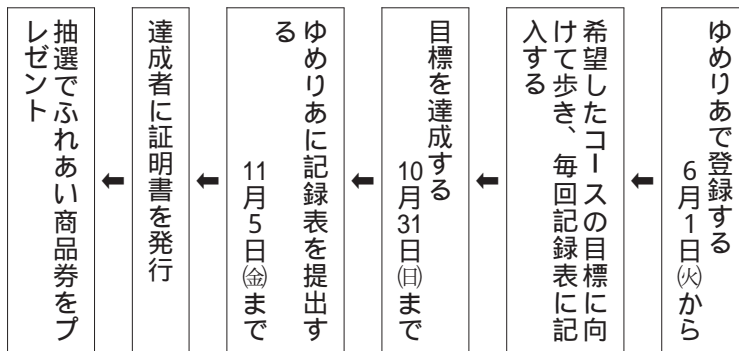 ゆめりあで登録する
6月1日㈫から
⬅
希望したコースの目標に向
けて歩き、毎回記録表に記
入する
⬅
目標を達成する
10月31日㈰まで
⬅
ゆめりあに記録表を提出す
る
11月5日㈮まで
⬅
達成者に証明書を発行
⬅
抽選でふれあい商品券をプ
レゼント